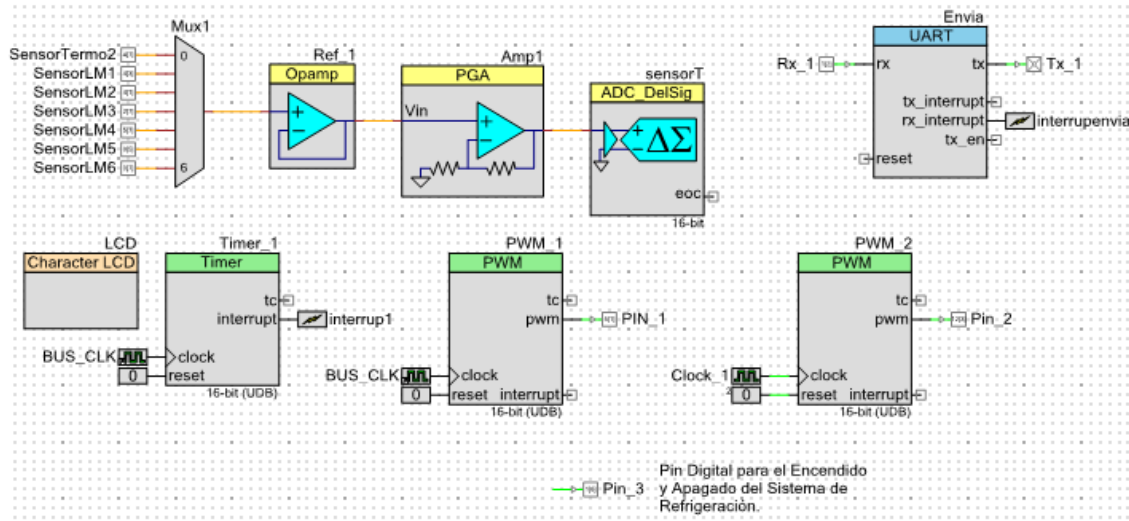 Mux1
SensorTermo2
SensorLM1
SensorLM2
SensorLM3
SensorLM4
SensorLM5
SensorLM6
0
6
Ref_1
Opamp
Amp1
PGA
Vin
sensorT
ADC_DelSig
ΔΣ
eoc
16-bit
Envia
UART
Rx_1
rx
tx
Tx_1
tx_interrupt
rx_interrupt
interrupenvia
tx_en
reset
LCD
Character LCD
Timer_1
Timer
tc
interrupt
interrup1
BUS_CLK
clock
0
reset
16-bit (UDB)
PWM_1
PWM
tc
pwm
PIN_1
BUS_CLK
clock
0
reset interrupt
16-bit (UDB)
PWM_2
PWM
tc
pwm
Pin_2
Clock_1
clock
0
reset interrupt
16-bit (UDB)
Pin_3
Pin Digital para el Encendido
y Apagado del Sistema de
Refrigeración.